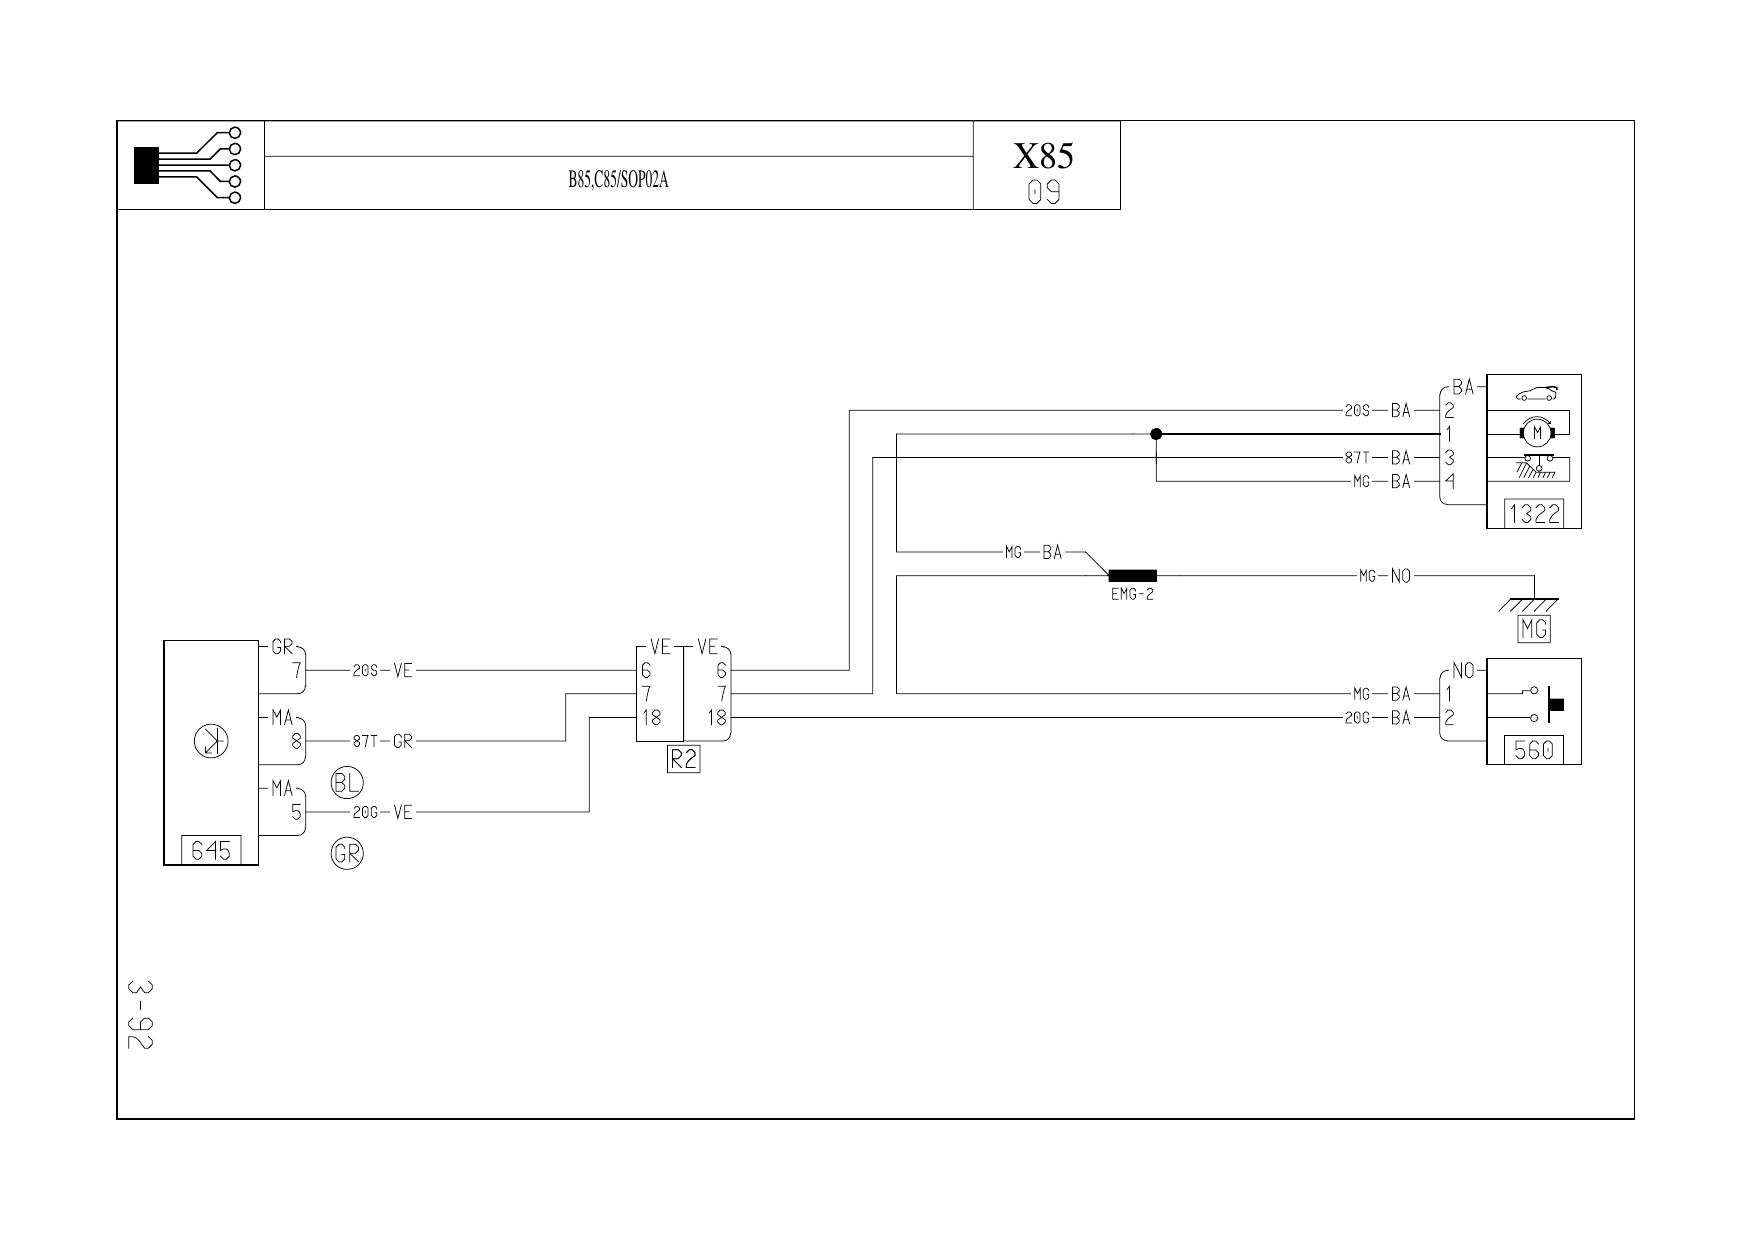 X85
B85,C85/SOP02A
09
BA
20S BA 2
M
1
87T BA 3
MG BA 4
1322
MG BA
MG NO
EMG-2
MG
GR VE VE
7 20S VE 6 6 NO
7 7 MG BA 1
MA 18 18 20G BA 2
8 87T GR
R2 560
BL
MA
5 20G VE
645 GR
3-92